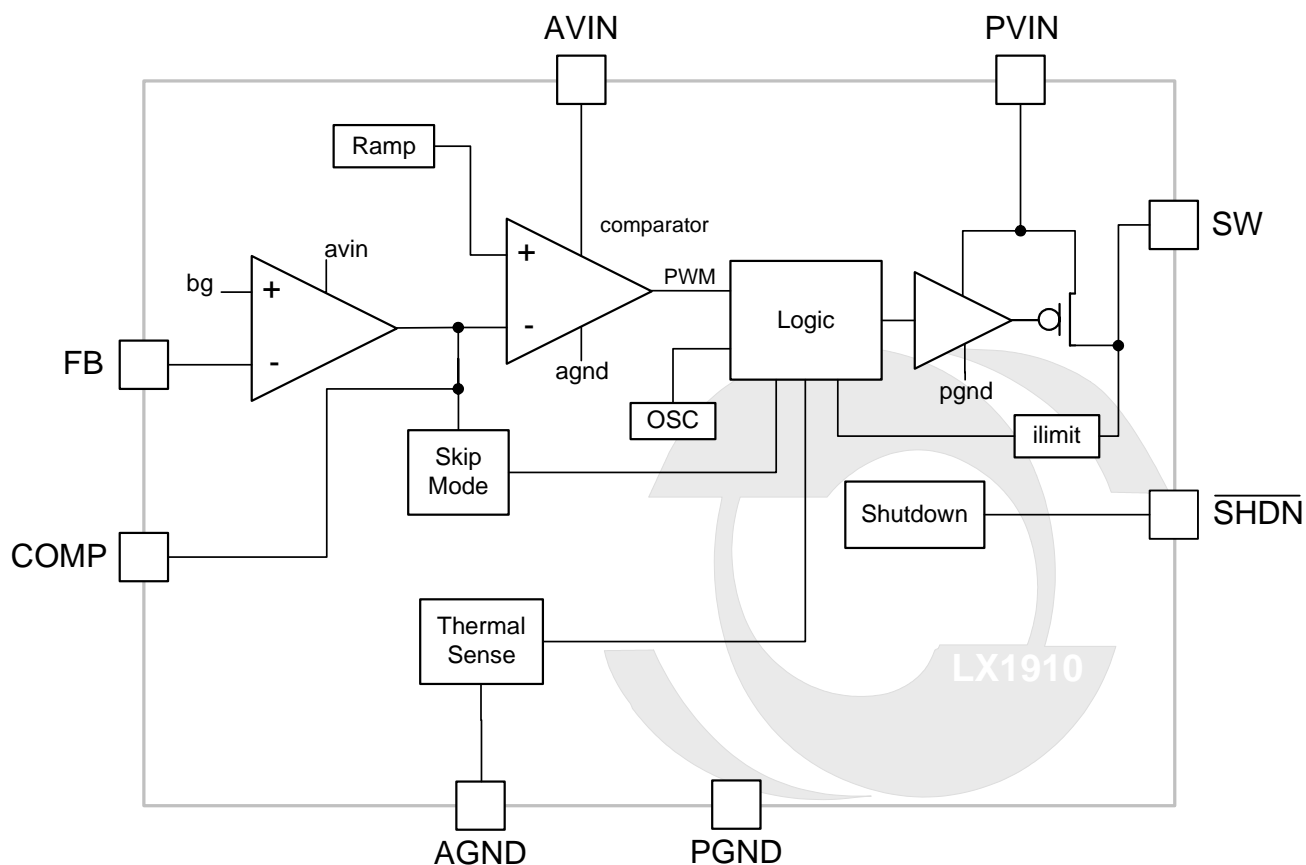 AVIN
PVIN
Ramp
SW
comparator
+
avin
PWM
bg
+
Logic
-
FB
-
agnd
pgnd
OSC
ilimit
Skip
Mode
Shutdown
SHDN
COMP
Thermal
Sense
LX1910
AGND
PGND